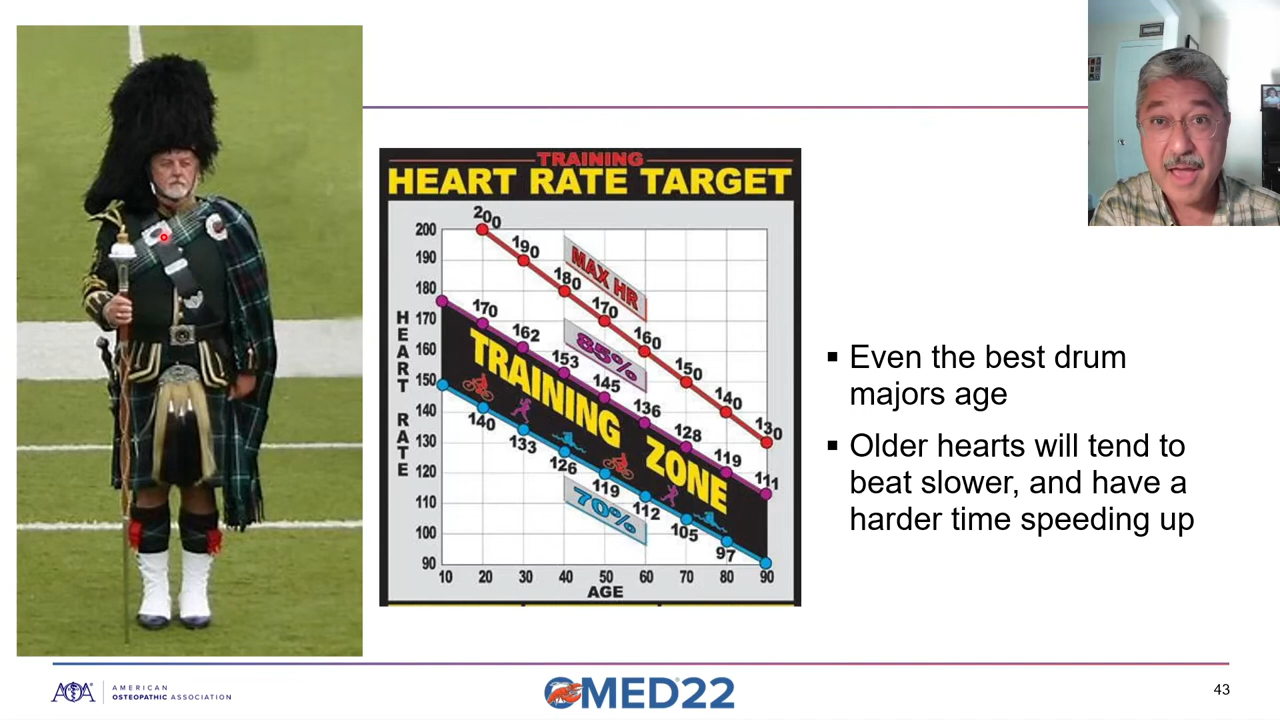 TRAINING
HEART RATE TARGET
HEART RATE
200
190
180
170
160
150
140
130
120
110
100
90
200
190
180
170
160
150
140
130
MAX HR
170
162
153
145
136
128
119
111
85%
TRAINING ZONE
140
133
126
119
112
105
97
70%
10 20 30 40 50 60 70 80 90
AGE
▪ Even the best drum
majors age
▪ Older hearts will tend to
beat slower, and have a
harder time speeding up
AOA
AMERICAN
OSTEOPATHIC ASSOCIATION
OMED®22
43